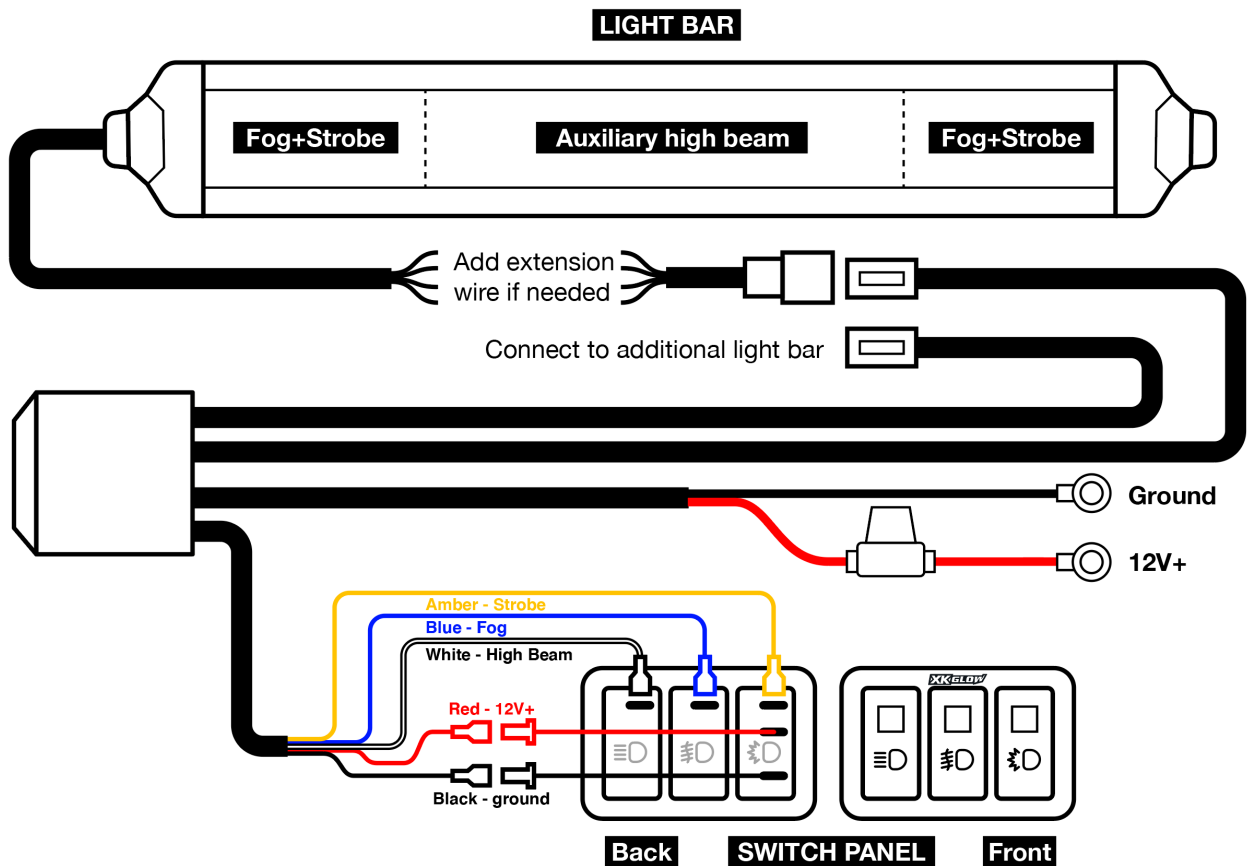 LIGHT BAR
Fog+Strobe
Auxiliary high beam
Fog+Strobe
Add extension
wire if needed
Connect to additional light bar
Ground
12V+
Amber - Strobe
Blue - Fog
White - High Beam
Red - 12V+
Black - ground
XKGLOW
Back
SWITCH PANEL
Front